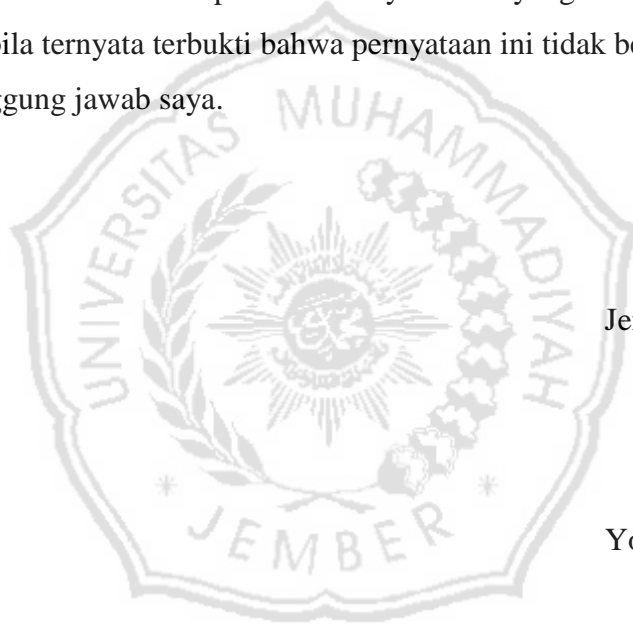 bila ternyata terbukti bahwa pernyataan ini tidak be
ggung jawab saya.
UNIVERSITAS MUHAMMADIYAH
Je
Yo
* JEMBER *